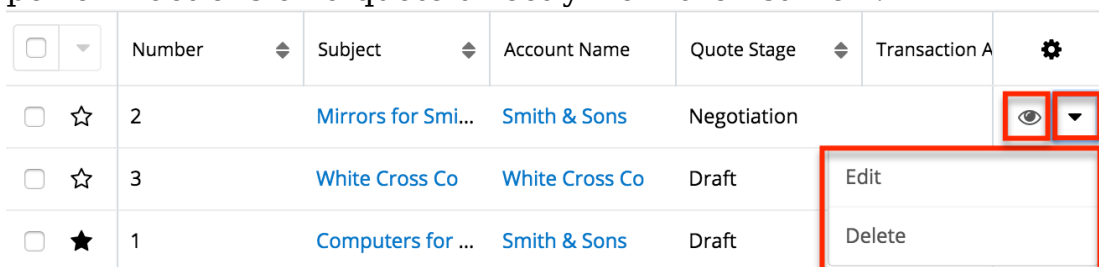 Number Subject Account Name Quote Stage Transaction A
2 Mirrors for Smi... Smith & Sons Negotiation
3 White Cross Co White Cross Co Draft Edit
1 Computers for ... Smith & Sons Draft Delete